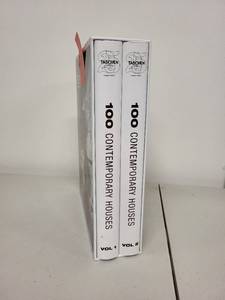 TASCHEN
100 CONTEMPORARY HOUSES
VOL 1
TASCHEN
100 CONTEMPORARY HOUSES
VOL 2